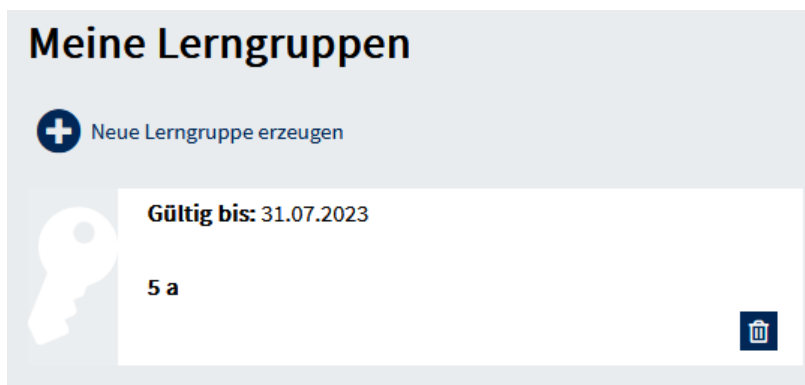 Meine Lerngruppen
Neue Lerngruppe erzeugen
Gültig bis: 31.07.2023
5 a